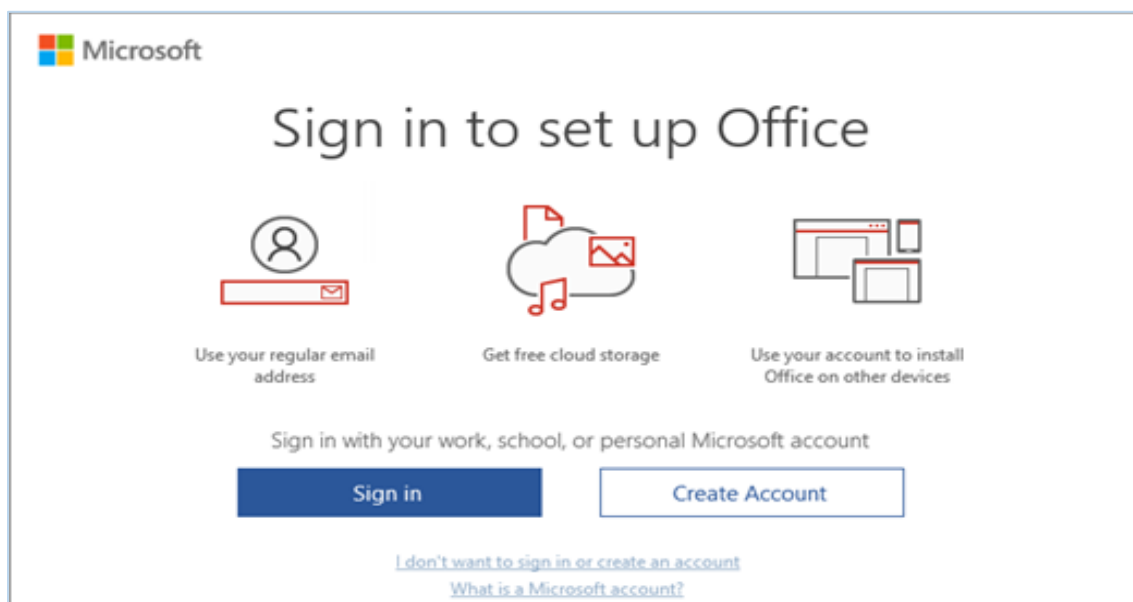 Microsoft
Sign in to set up Office
Use your regular email
address
Get free cloud storage
Use your account to install
Office on other devices
Sign in with your work, school, or personal Microsoft account
Sign in
Create Account
I don't want to sign in or create an account
What is a Microsoft account?